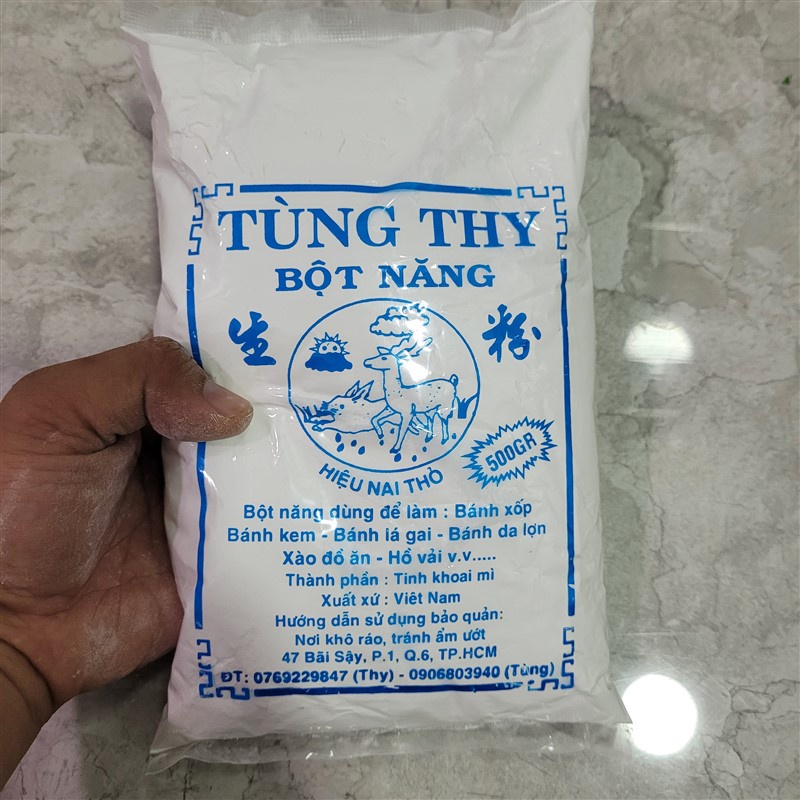 TÙNG THY
BỘT NĂNG
生 粉
HIỆU NAI THỎ
500GR
Bột năng dùng để làm : Bánh xốp
Bánh kem - Bánh lá gai - Bánh da lợn
Xào đồ ăn - Hồ vải v.v.....
Thành phần : Tinh khoai mì
Xuất xứ : Việt Nam
Hướng dẫn sử dụng bảo quản:
Nơi khô ráo, tránh ẩm ướt
47 Bãi Sậy, P.1, Q.6, TP.HCM
ĐT: 0769229847 (Thy) - 0906803940 (Tùng)